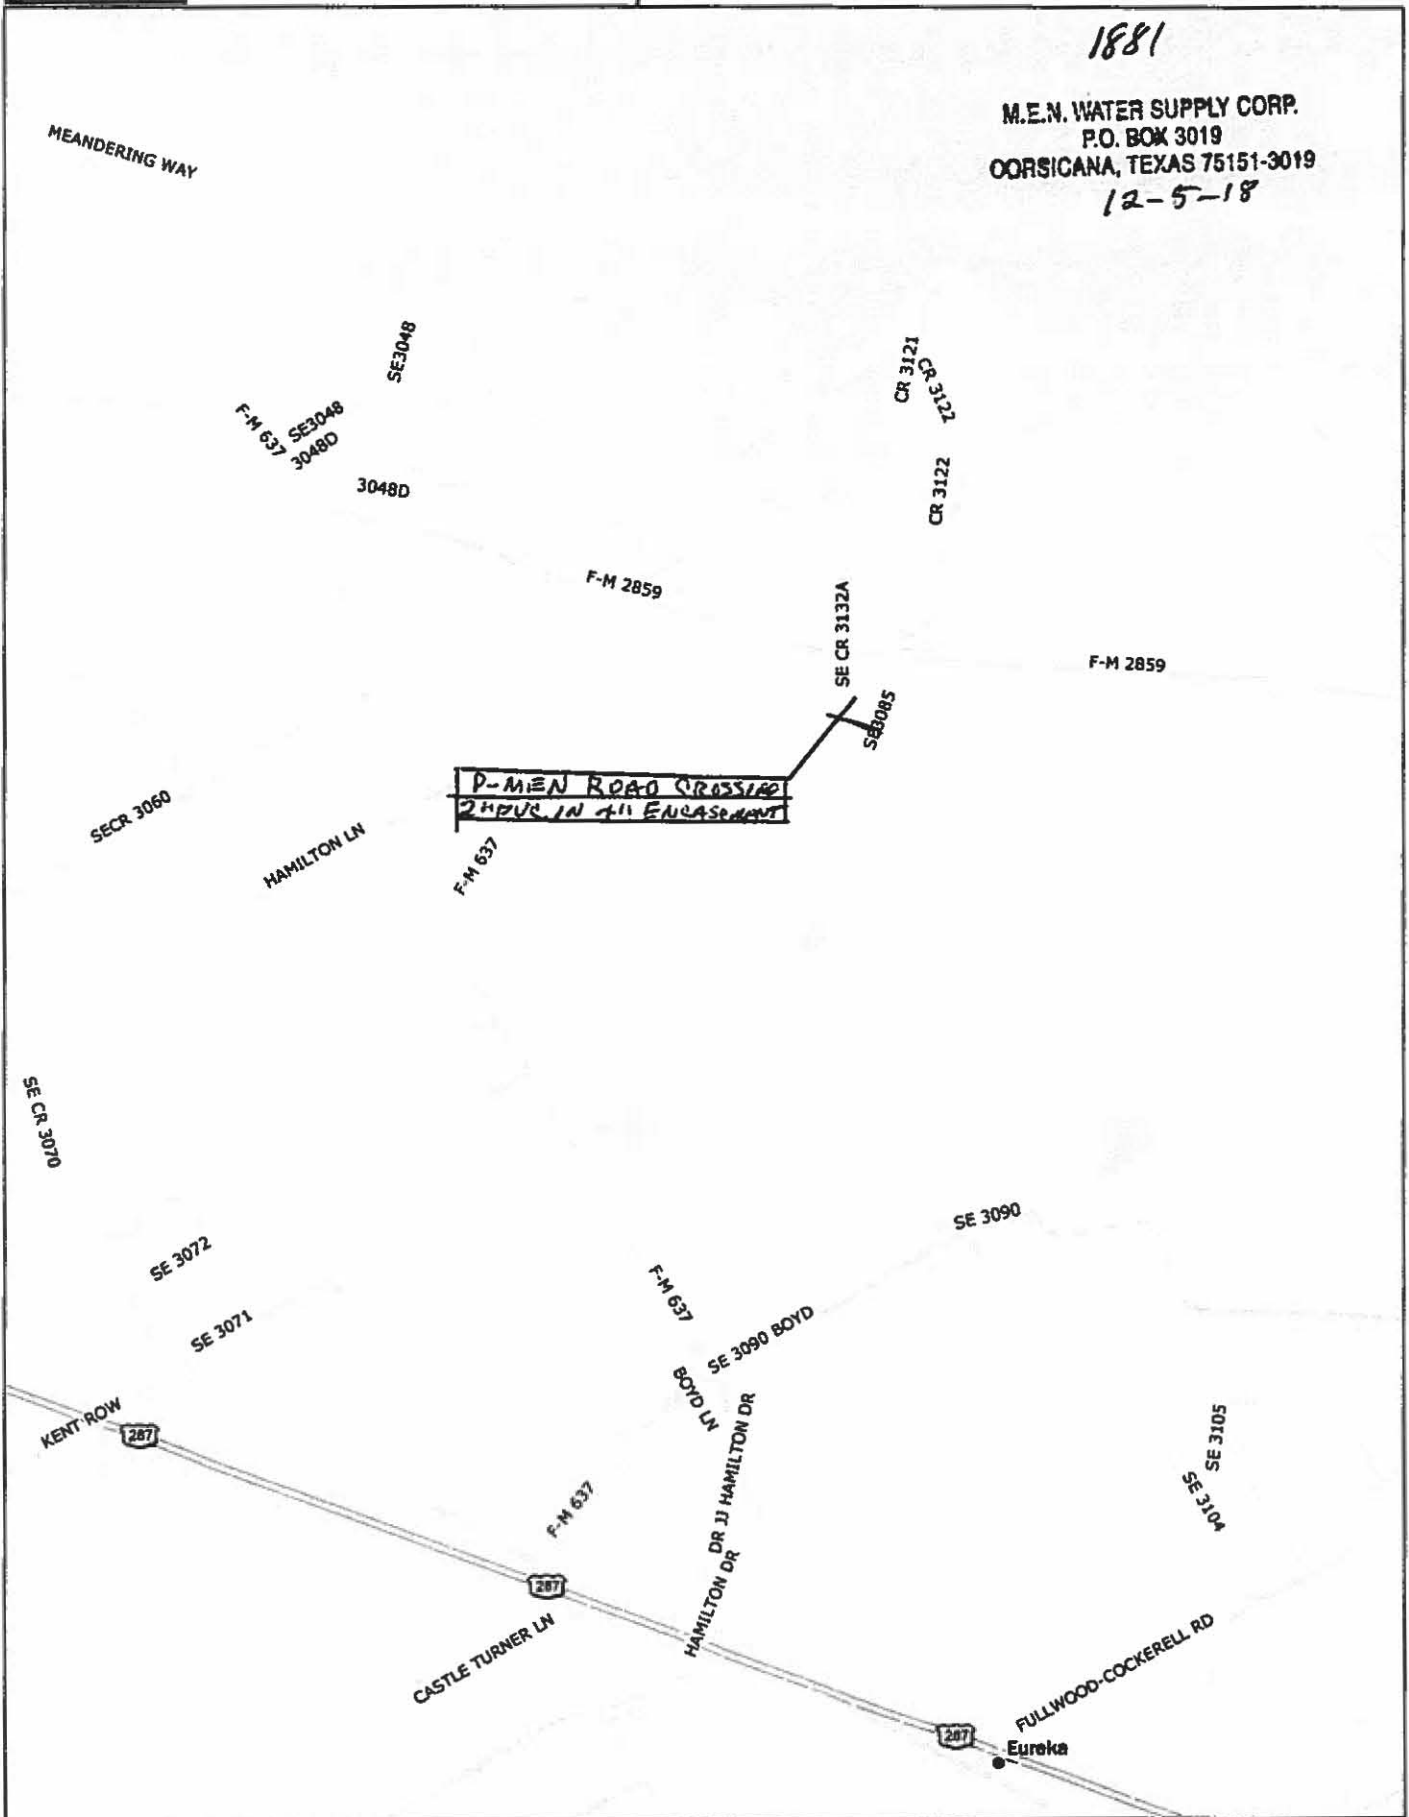 1881
M.E.N. WATER SUPPLY CORP.
P.O. BOX 3019
CORSICANA, TEXAS 75151-3019
12-5-18
MEANDERING WAY
SE3048
CR 3121
CR 3122
F-M 637
SE3048
3048D
3048D
CR 3122
F-M 2859
SE CR 3132A
F-M 2859
SE3085
P-MEN ROAD CROSSING
2" PVC IN 4" ENCASEMENT
SECR 3060
HAMILTON LN
F-M 637
SE CR 3070
SE 3090
SE 3072
F-M 637
SE 3071
SE 3090 BOYD
BOYD LN
KENT ROW
287
DR JJ HAMILTON DR
SE 3105
SE 3104
F-M 637
287
HAMILTON DR
CASTLE TURNER LN
FULLWOOD-COCKERELL RD
287
Eureka